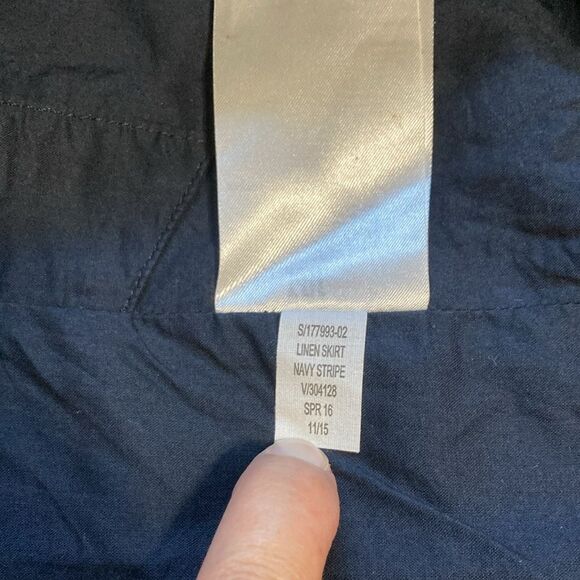 S/177993-02
LINEN SKIRT
NAVY STRIPE
V/304128
SPR 16
11/15